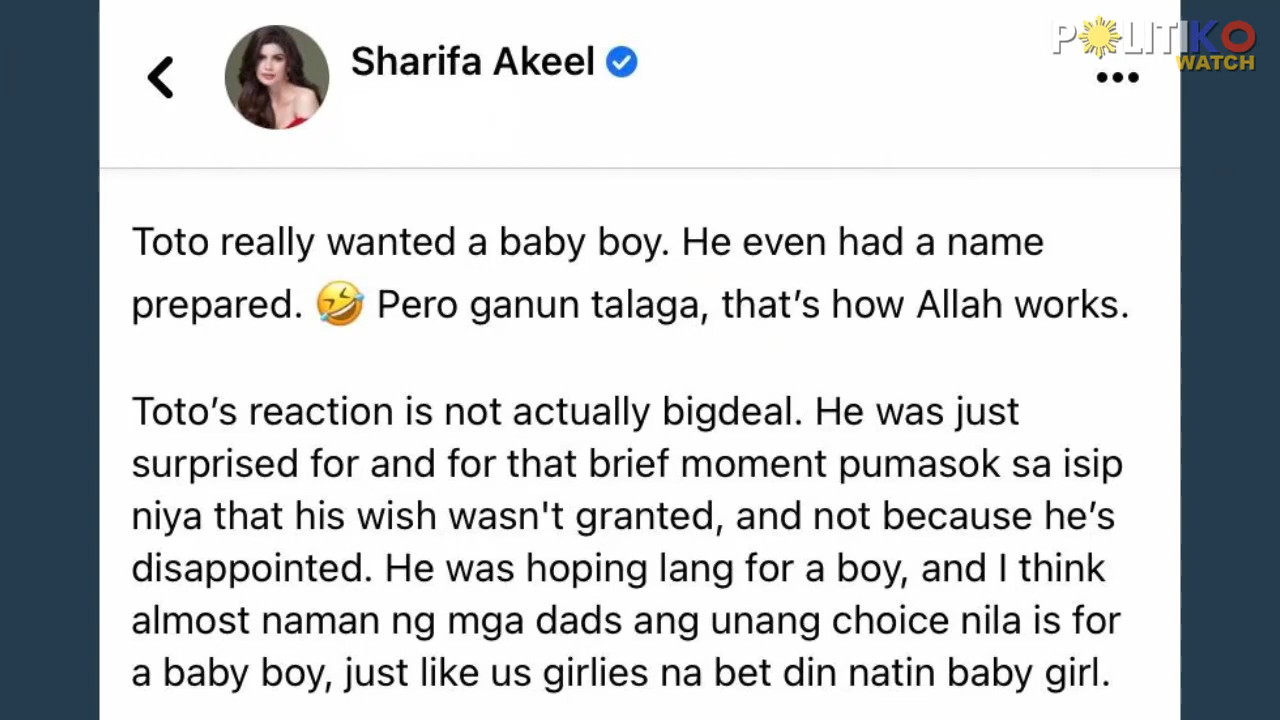 POLITIKO
WATCH
Sharifa Akeel
Toto really wanted a baby boy. He even had a name
prepared. 🤣 Pero ganun talaga, that’s how Allah works.
Toto’s reaction is not actually bigdeal. He was just
surprised for and for that brief moment pumasok sa isip
niya that his wish wasn't granted, and not because he’s
disappointed. He was hoping lang for a boy, and I think
almost naman ng mga dads ang unang choice nila is for
a baby boy, just like us girlies na bet din natin baby girl.